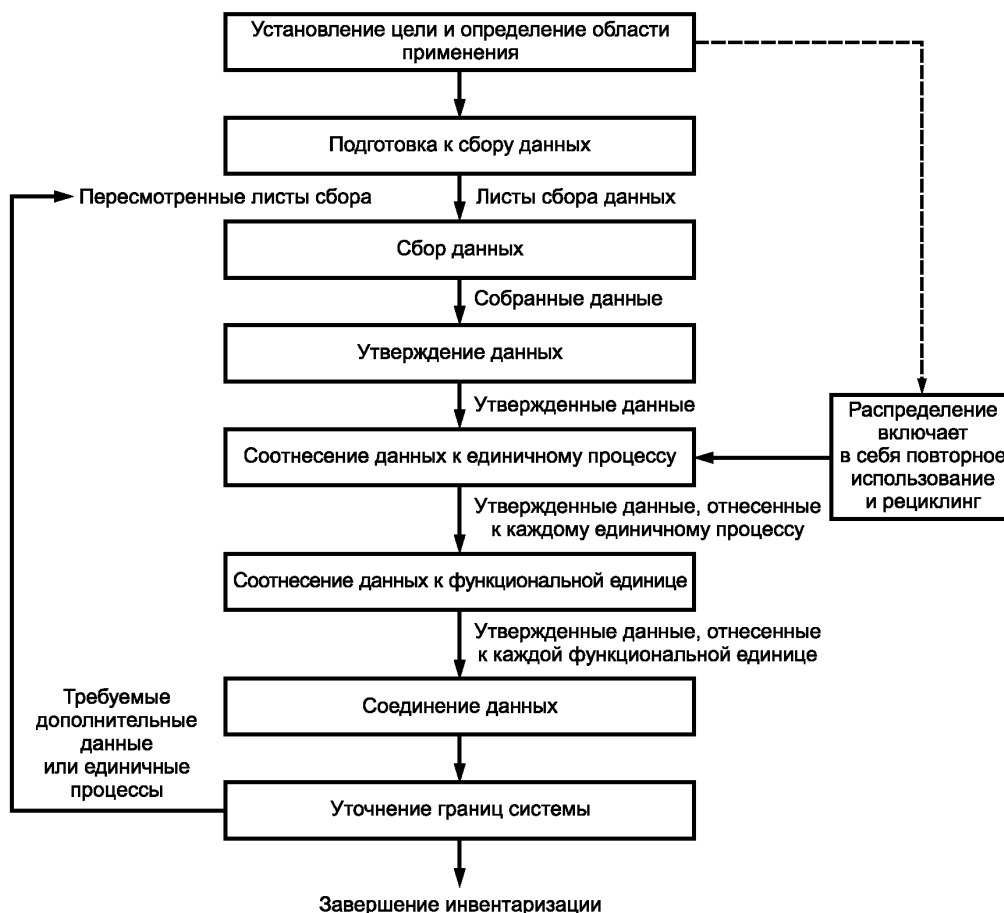 Установление цели и определение области
применения
Подготовка к сбору данных
Пересмотренные листы сбора
Листы сбора данных
Сбор данных
Собранные данные
Утверждение данных
Утвержденные данные
Распределение
включает
в себя повторное
использование
и рециклинг
Соотнесение данных к единичному процессу
Утвержденные данные, отнесенные
к каждому единичному процессу
Соотнесение данных к функциональной единице
Утвержденные данные, отнесенные
к каждой функциональной единице
Соединение данных
Требуемые
дополнительные
данные
или единичные
процессы
Уточнение границ системы
Завершение инвентаризации